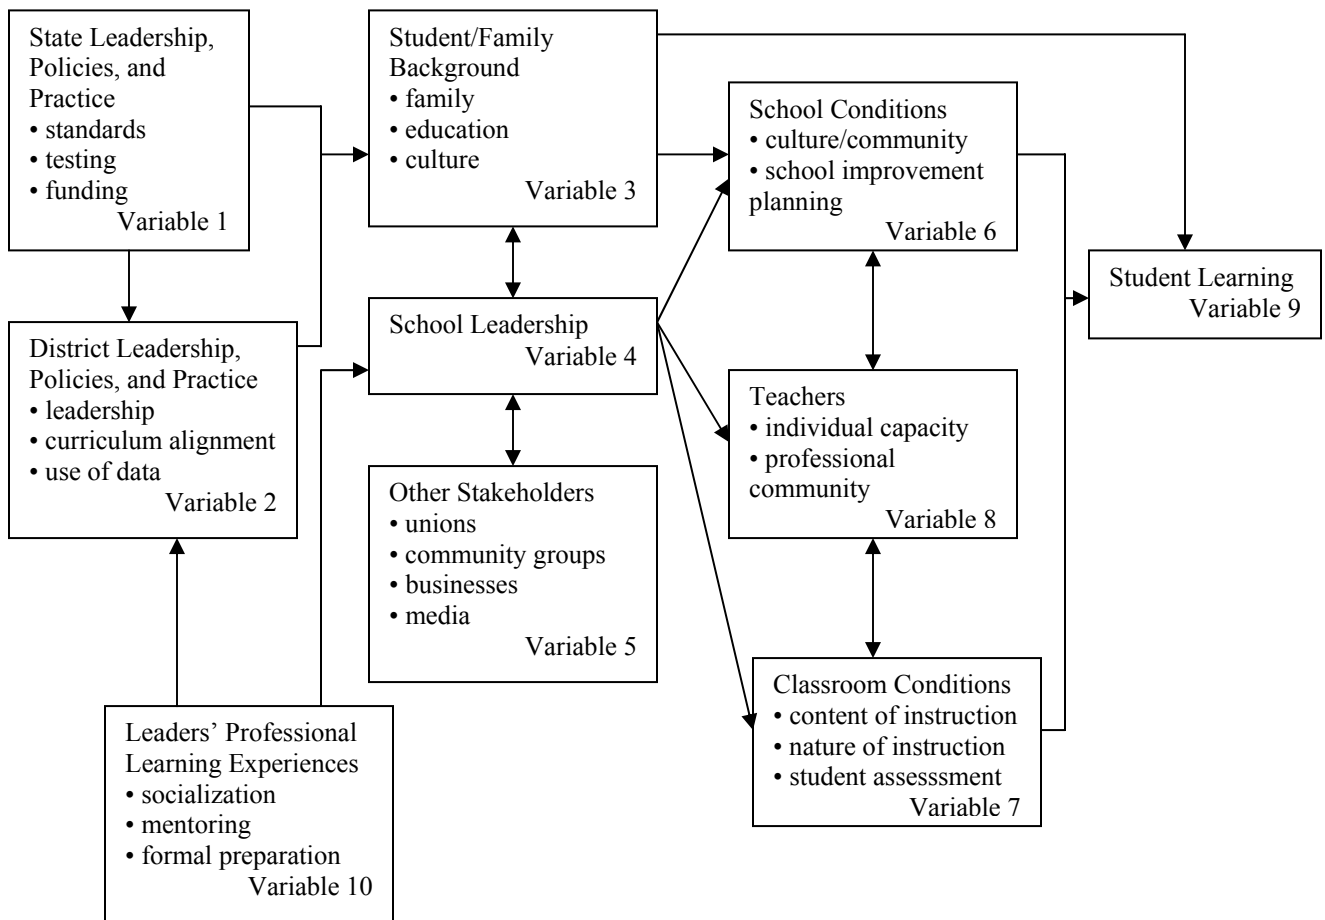 State Leadership,
Policies, and
Practice
• standards
• testing
• funding
Variable 1
District Leadership,
Policies, and Practice
• leadership
• curriculum alignment
• use of data
Variable 2
Leaders’ Professional
Learning Experiences
• socialization
• mentoring
• formal preparation
Variable 10
Student/Family
Background
• family
• education
• culture
Variable 3
School Leadership
Variable 4
Other Stakeholders
• unions
• community groups
• businesses
• media
Variable 5
School Conditions
• culture/community
• school improvement
planning
Variable 6
Teachers
• individual capacity
• professional
community
Variable 8
Classroom Conditions
• content of instruction
• nature of instruction
• student assesssment
Variable 7
Student Learning
Variable 9